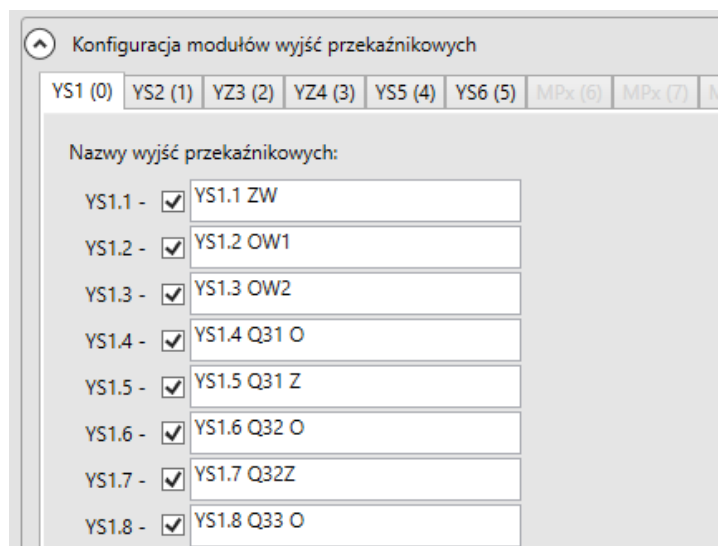 Konfiguracja modułów wyjść przekaźnikowych
YS1 (0) YS2 (1) YZ3 (2) YZ4 (3) YS5 (4) YS6 (5) MPx (6) MPx (7) M
Nazwy wyjść przekaźnikowych:
YS1.1 - YS1.1 ZW
YS1.2 - YS1.2 OW1
YS1.3 - YS1.3 OW2
YS1.4 - YS1.4 Q31 O
YS1.5 - YS1.5 Q31 Z
YS1.6 - YS1.6 Q32 O
YS1.7 - YS1.7 Q32Z
YS1.8 - YS1.8 Q33 O